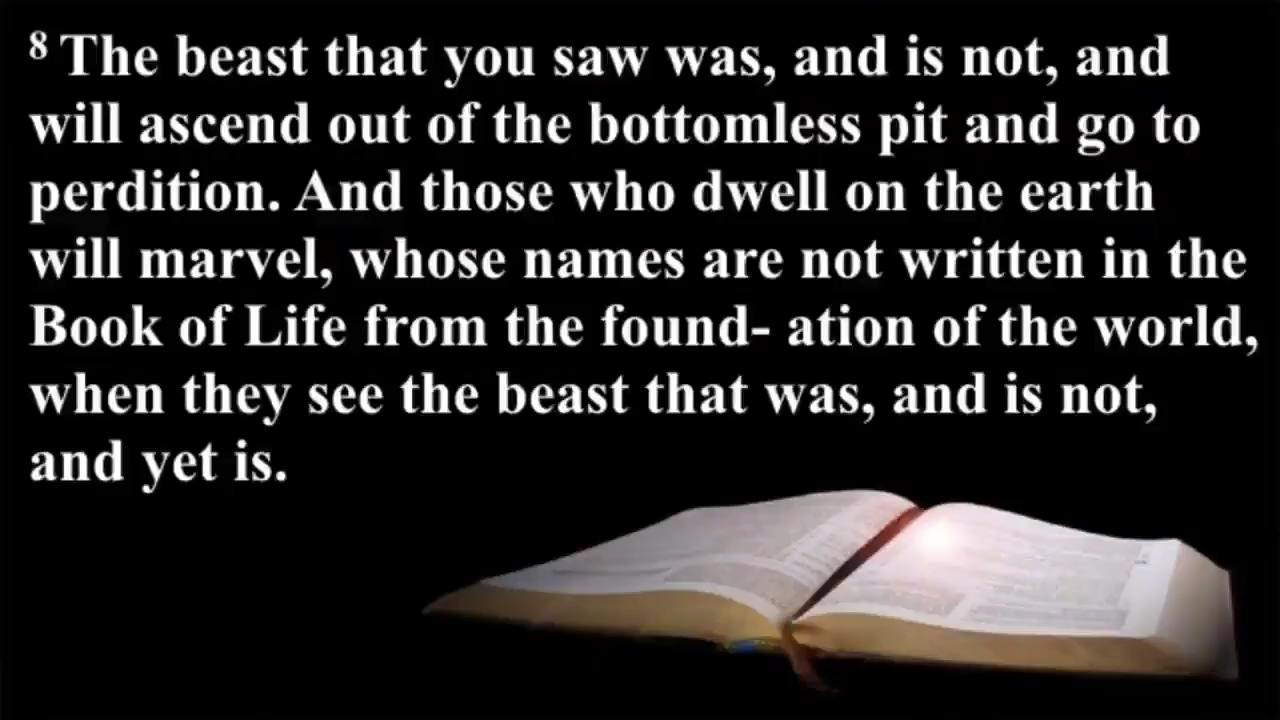 8 The beast that you saw was, and is not, and
will ascend out of the bottomless pit and go to
perdition. And those who dwell on the earth
will marvel, whose names are not written in the
Book of Life from the found- ation of the world,
when they see the beast that was, and is not,
and yet is.